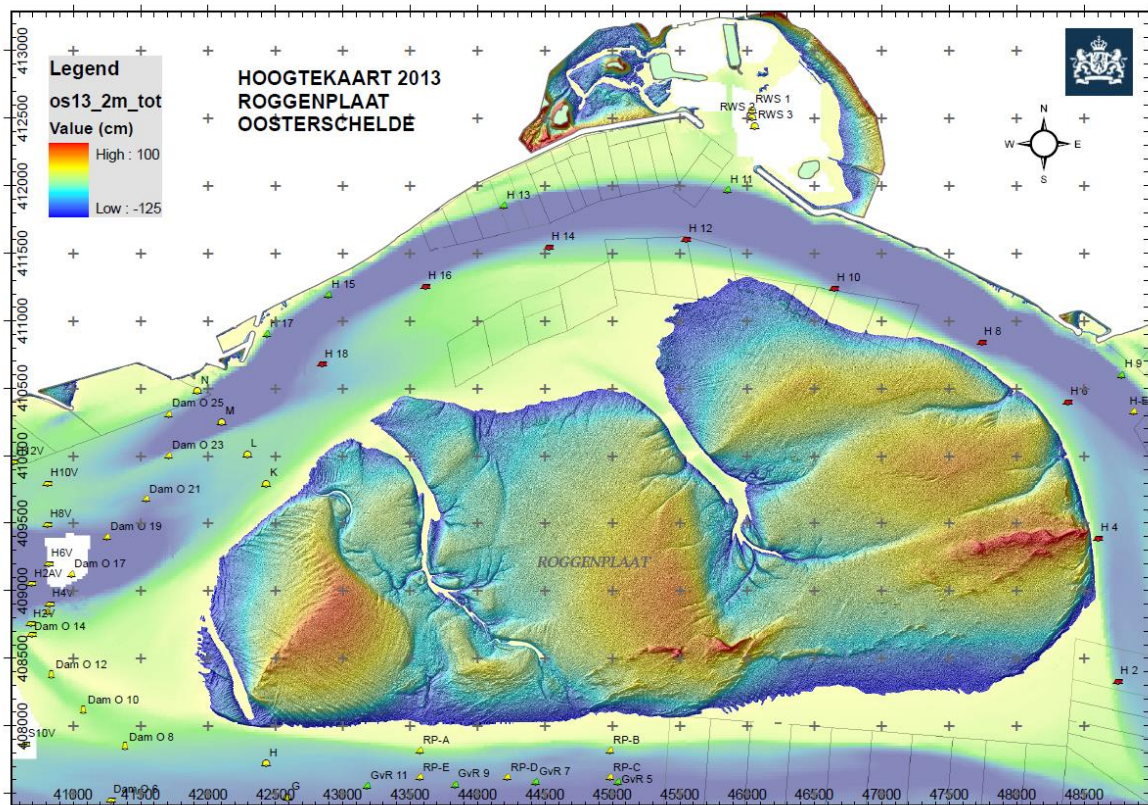 Legend
os13_2m_tot
Value (cm)
High : 100
Low : -125
HOOGTEKAART 2013
ROGGENPLAAT
OOSTERSCHELDE
N
W
E
S
RWS 1
RWS 2
RWS 3
H 11
H 13
H 12
H 14
H 15
H 16
H 10
H 17
H 18
H 8
H 9
H 6
H-E
N
Dam O 25
M
Dam O 23
L
K
H12V
H10V
Dam O 21
H8V
Dam O 19
H 4
H6V
Dam O 17
H2AV
H4V
H2V
Dam O 14
ROGGENPLAAT
Dam O 12
H 2
Dam O 10
S10V
Dam O 8
H
RP-A
RP-B
RP-E
RP-D
RP-C
GvR 11
GvR 9
GvR 7
GvR 5
Dam O 6
G
413000
412500
412000
411500
411000
410500
410000
409500
409000
408500
408000
41000
41500
42000
42500
43000
43500
44000
44500
45000
45500
46000
46500
47000
47500
48000
48500